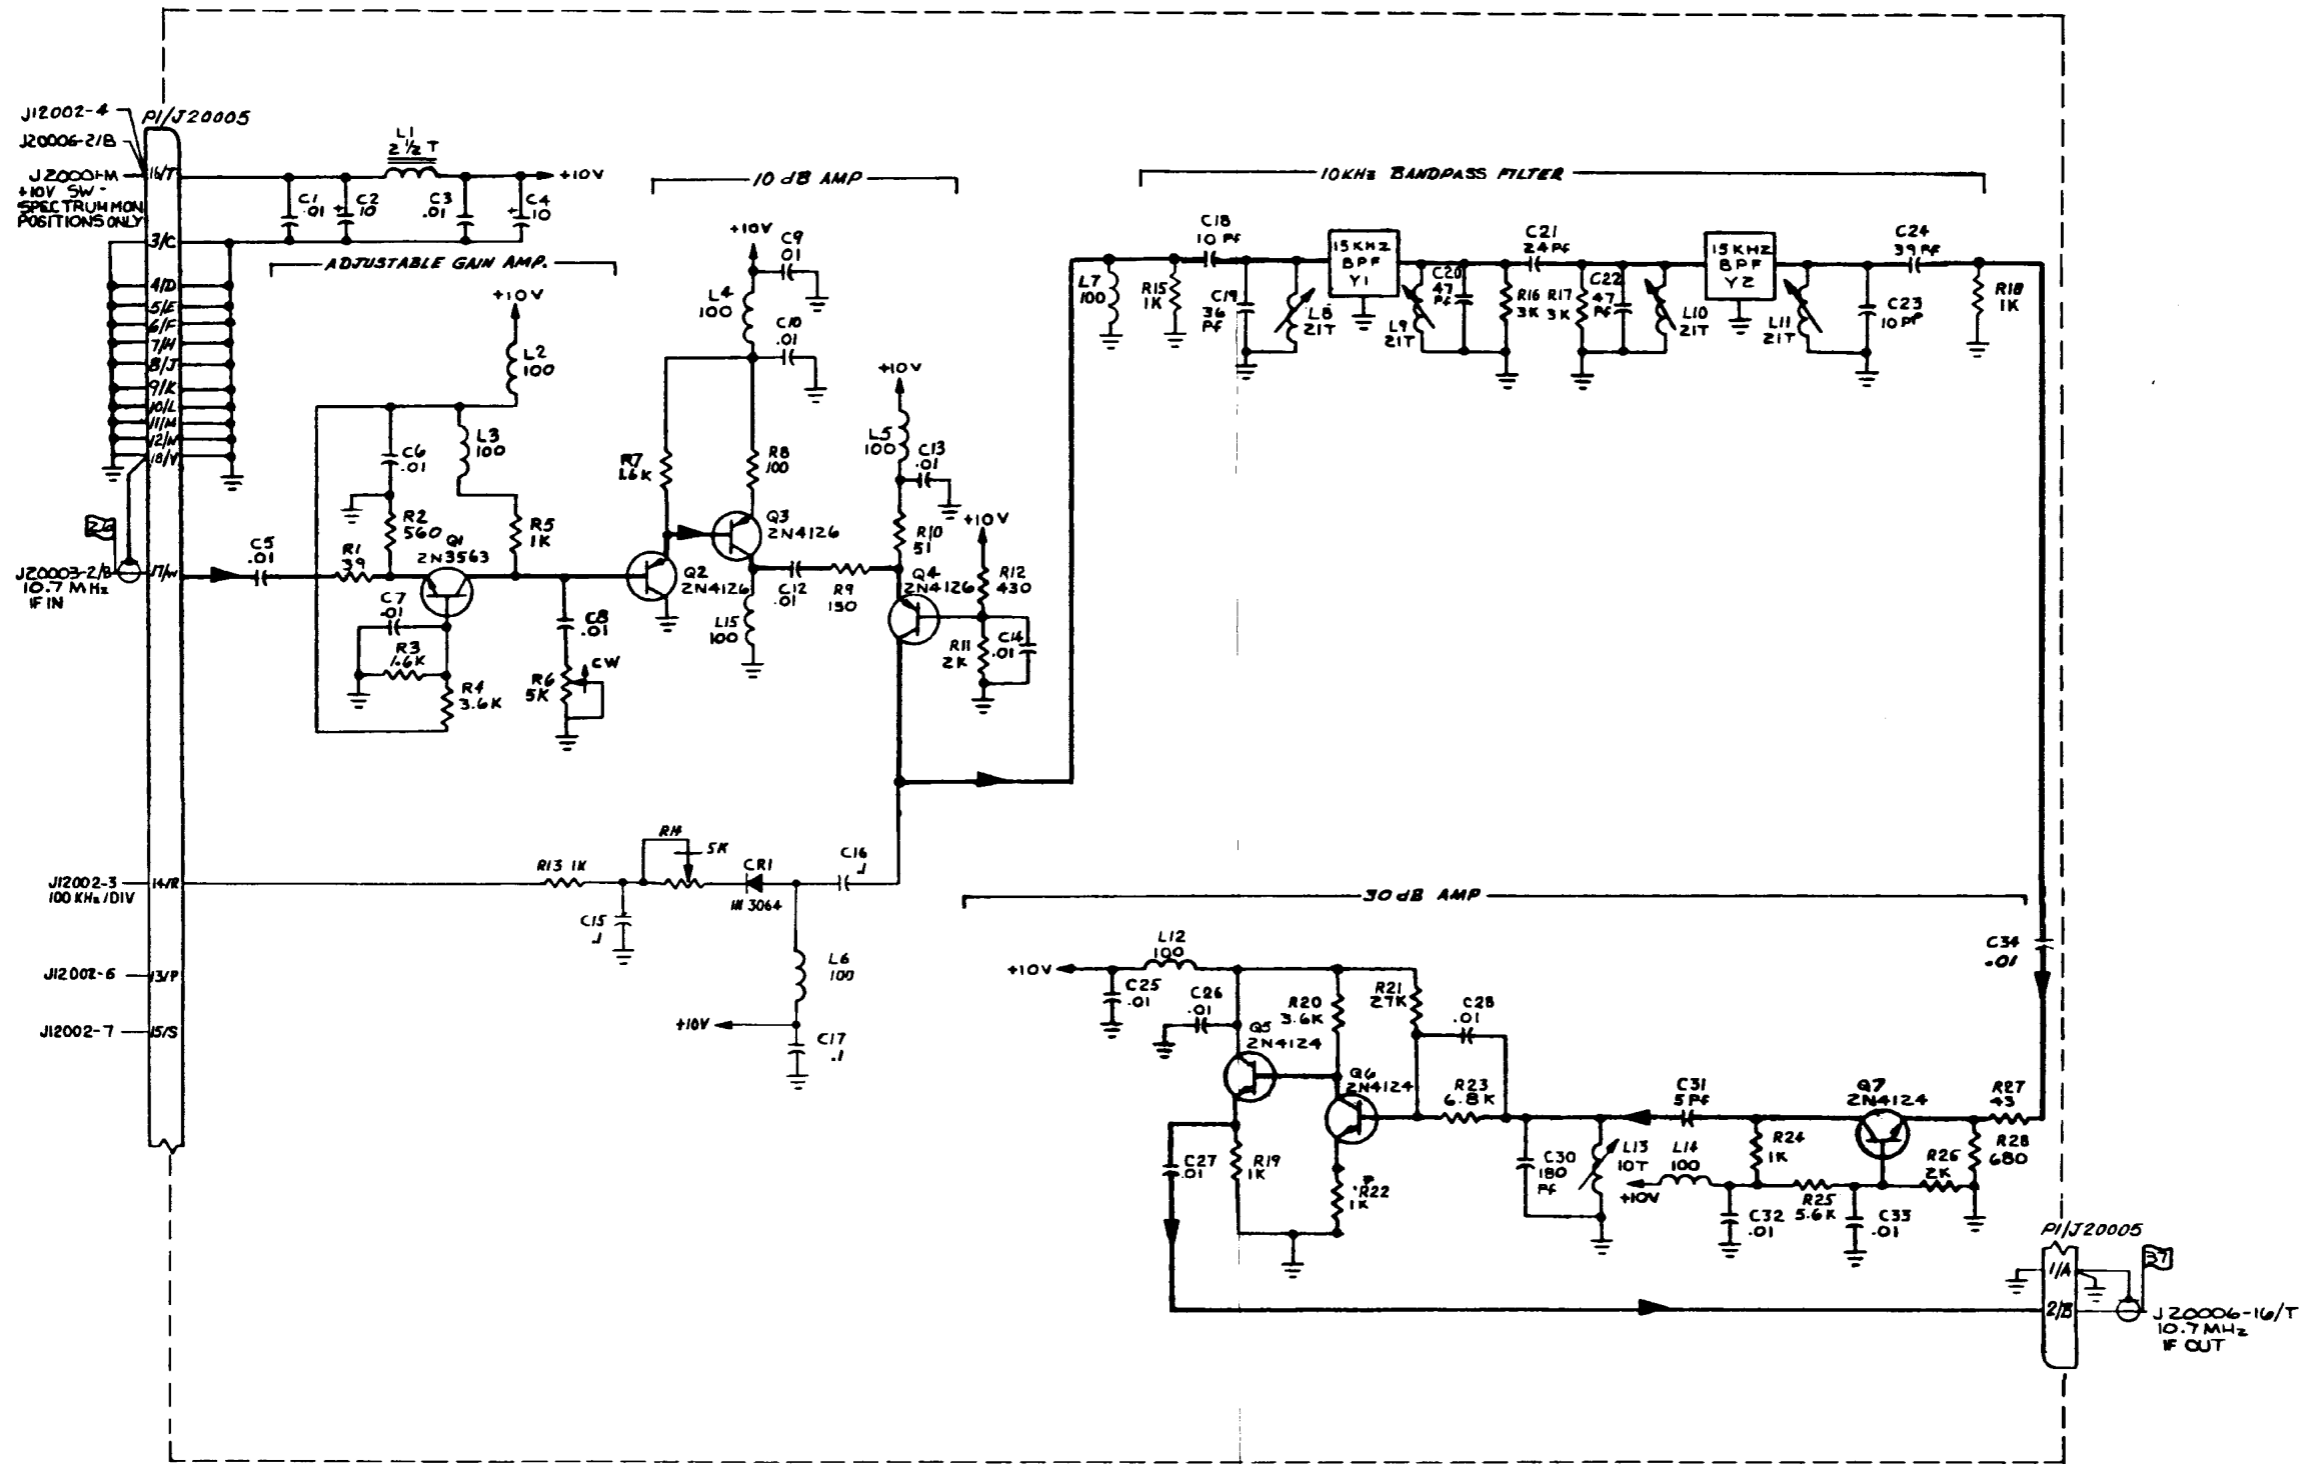 J12002-4
P1/J20005
J20006-2/B
J20001-M
+10V SW -
SPECTRUM MON
POSITIONS ONLY
16/T
3/C
4/D
5/E
6/F
7/H
8/J
9/K
10/L
11/M
12/N
18/V
L1
2 1/2 T
C1
.01
C2
10
C3
.01
C4
10
+10V
ADJUSTABLE GAIN AMP.
+10V
L2
100
C6
.01
L3
100
R2
560
Q1
2N3563
R5
1K
26
J20003-2/B
10.7 MHz
IF IN
17/W
C5
.01
R1
39
C7
.01
R3
1.6K
R4
3.6K
C8
.01
CW
R6
5K
10 dB AMP
+10V
C9
.01
L4
100
C10
.01
R7
1.6K
R8
100
Q3
2N4126
Q2
2N4126
L15
100
C12
.01
R9
150
+10V
L5
100
C13
.01
R10
51
+10V
Q4
2N4126
R12
430
R11
2K
C14
.01
10KHz BANDPASS FILTER
L7
100
R15
1K
C18
10 Pf
C19
36
Pf
L8
21T
15 KHZ
BPF
Y1
L9
21T
C20
47
Pf
R16
3K
C21
24 Pf
R17
3K
C22
47
Pf
L10
21T
15 KHZ
BPF
Y2
L11
21T
C23
10 Pf
C24
39 Pf
R18
1K
J12002-3
100 KHz/DIV
14/R
R13 1K
C15
.1
R14
5K
CR1
1N 3064
C16
.1
L6
100
+10V
C17
.1
J12002-6
13/P
J12002-7
15/S
30 dB AMP
C34
.01
+10V
L12
100
C25
.01
C26
.01
Q5
2N4124
R20
3.6K
R21
27K
C28
.01
Q6
2N4124
R23
6.8K
C27
.01
R19
1K
R22
1K
C30
180
Pf
L13
10T
C31
5 Pf
L14
100
+10V
R24
1K
Q7
2N4124
R27
43
R28
680
R26
2K
R25
5.6K
C32
.01
C33
.01
P1/J20005
1/A
37
2/B
J20006-16/T
10.7 MHz
IF OUT